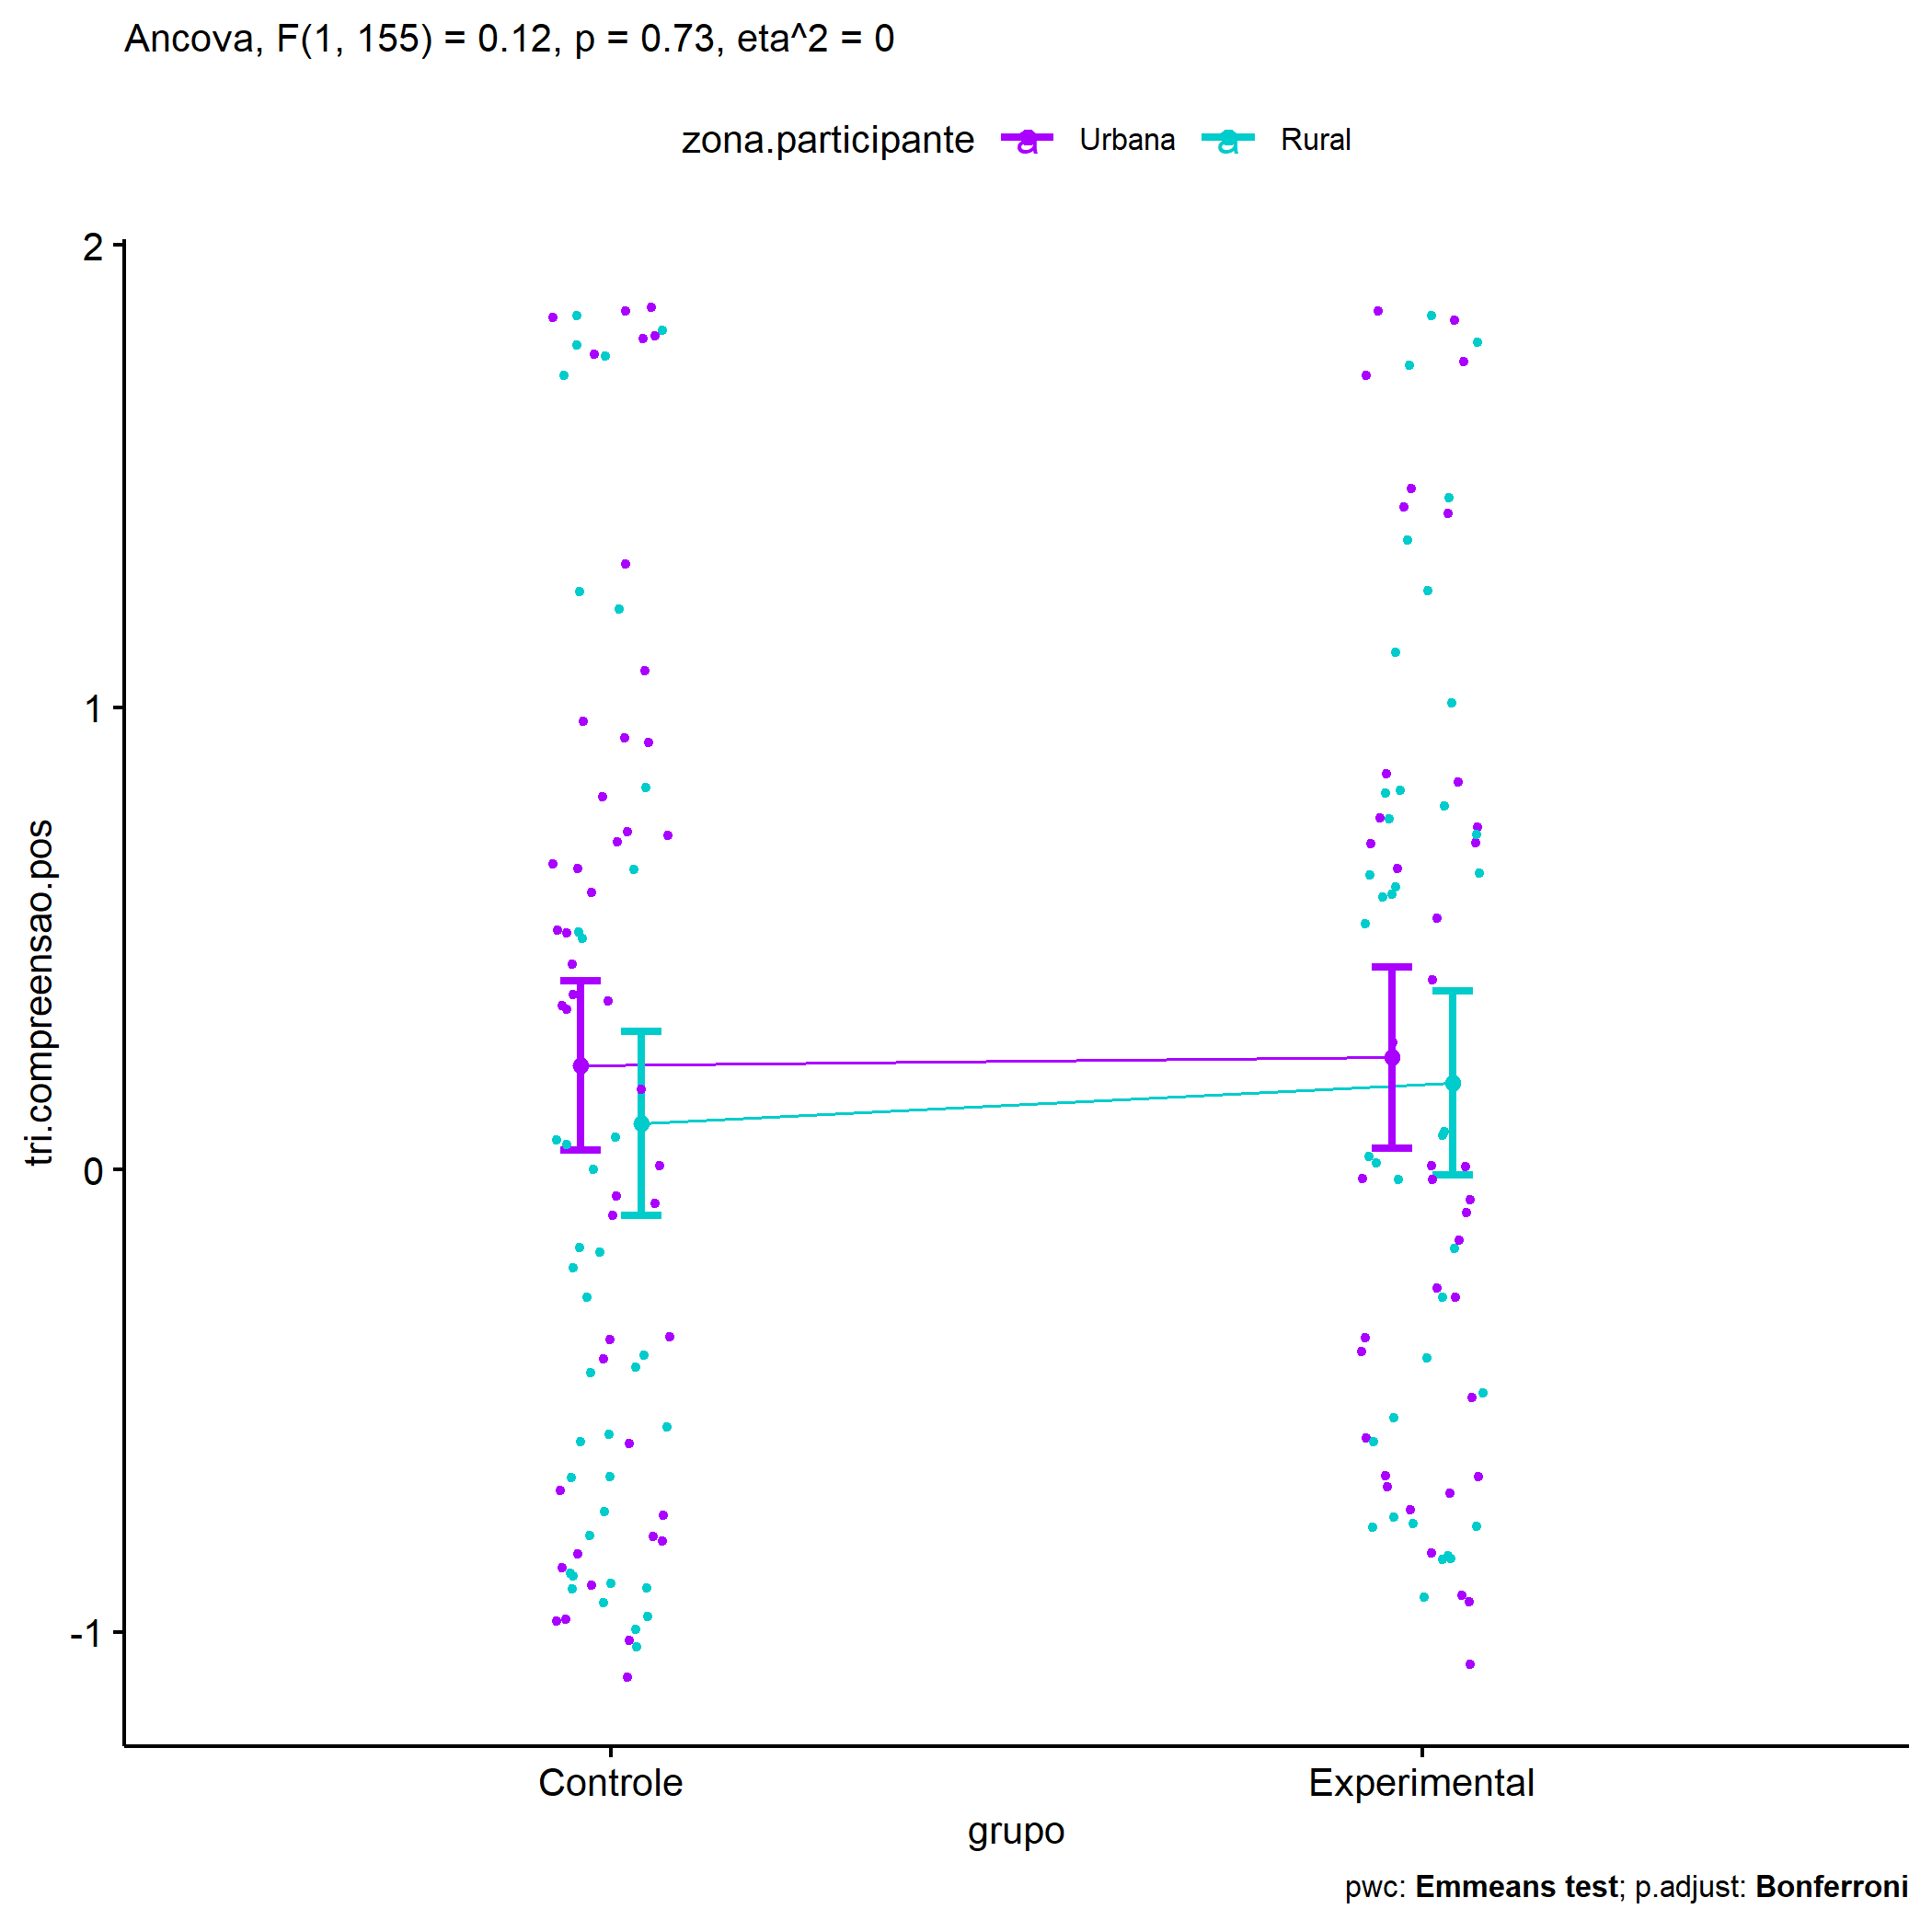 Ancova, F(1, 155) = 0.12, p = 0.73, eta^2 = 0
zona.participante a Urbana a Rural
tri.compreensao.pos
2
1
0
-1
Controle Experimental
grupo
pwc: Emmeans test; p.adjust: Bonferroni